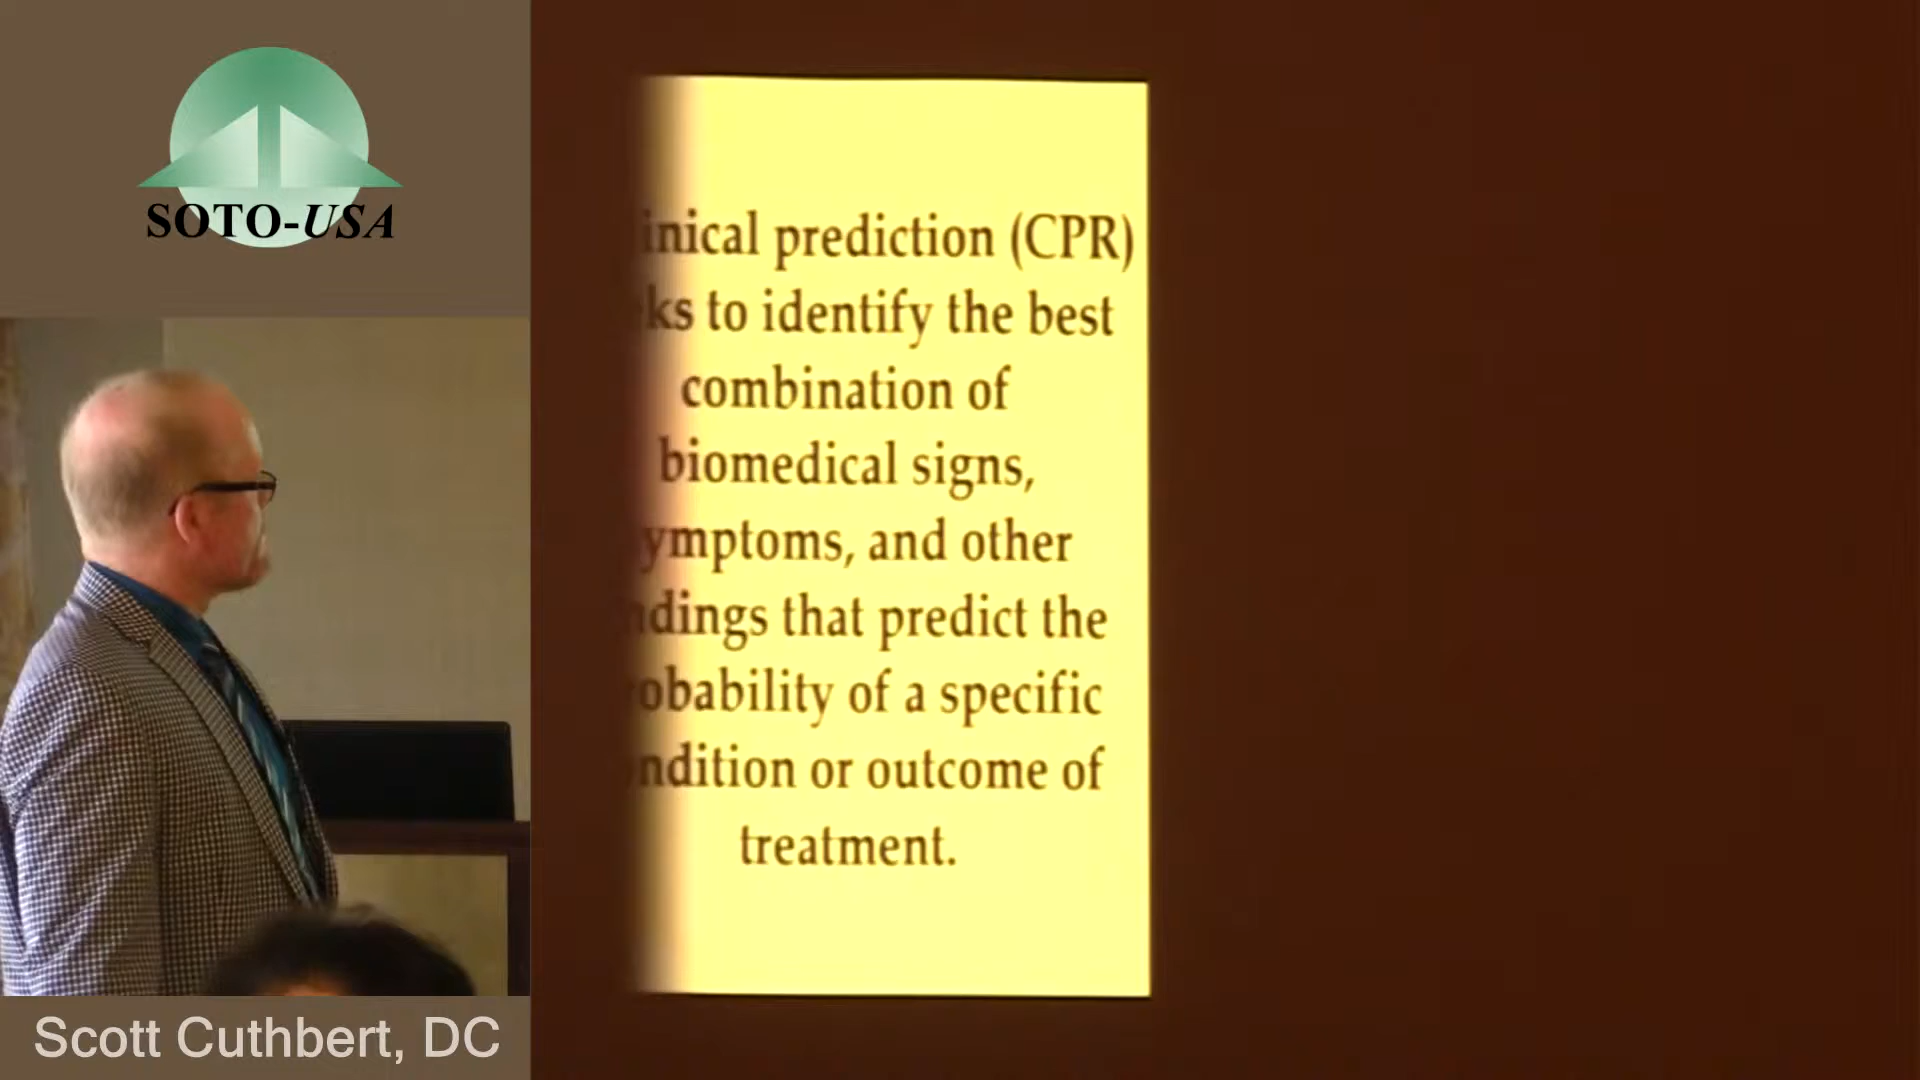 SOTO-USA
inical prediction (CPR)
ks to identify the best
combination of
biomedical signs,
ymptoms, and other
dings that predict the
obability of a specific
ndition or outcome of
treatment.
Scott Cuthbert, DC